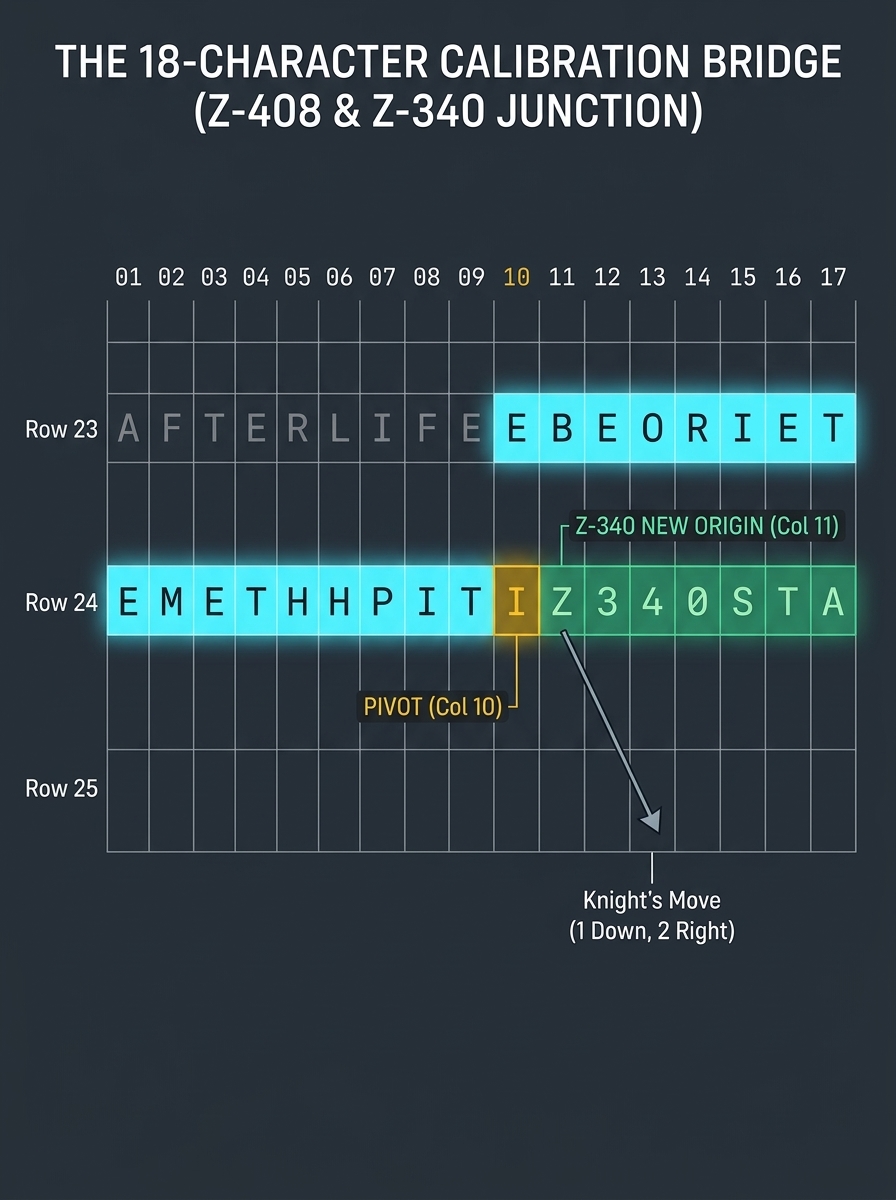 THE 18-CHARACTER CALIBRATION BRIDGE
(Z-408 & Z-340 JUNCTION)
01 02 03 04 05 06 07 08 09 10 11 12 13 14 15 16 17
Row 23 A F T E R L I F E E B E O R I E T
Z-340 NEW ORIGIN (Col 11)
Row 24 E M E T H H P I T I Z 3 4 0 S T A
PIVOT (Col 10)
Row 25
Knight's Move
(1 Down, 2 Right)